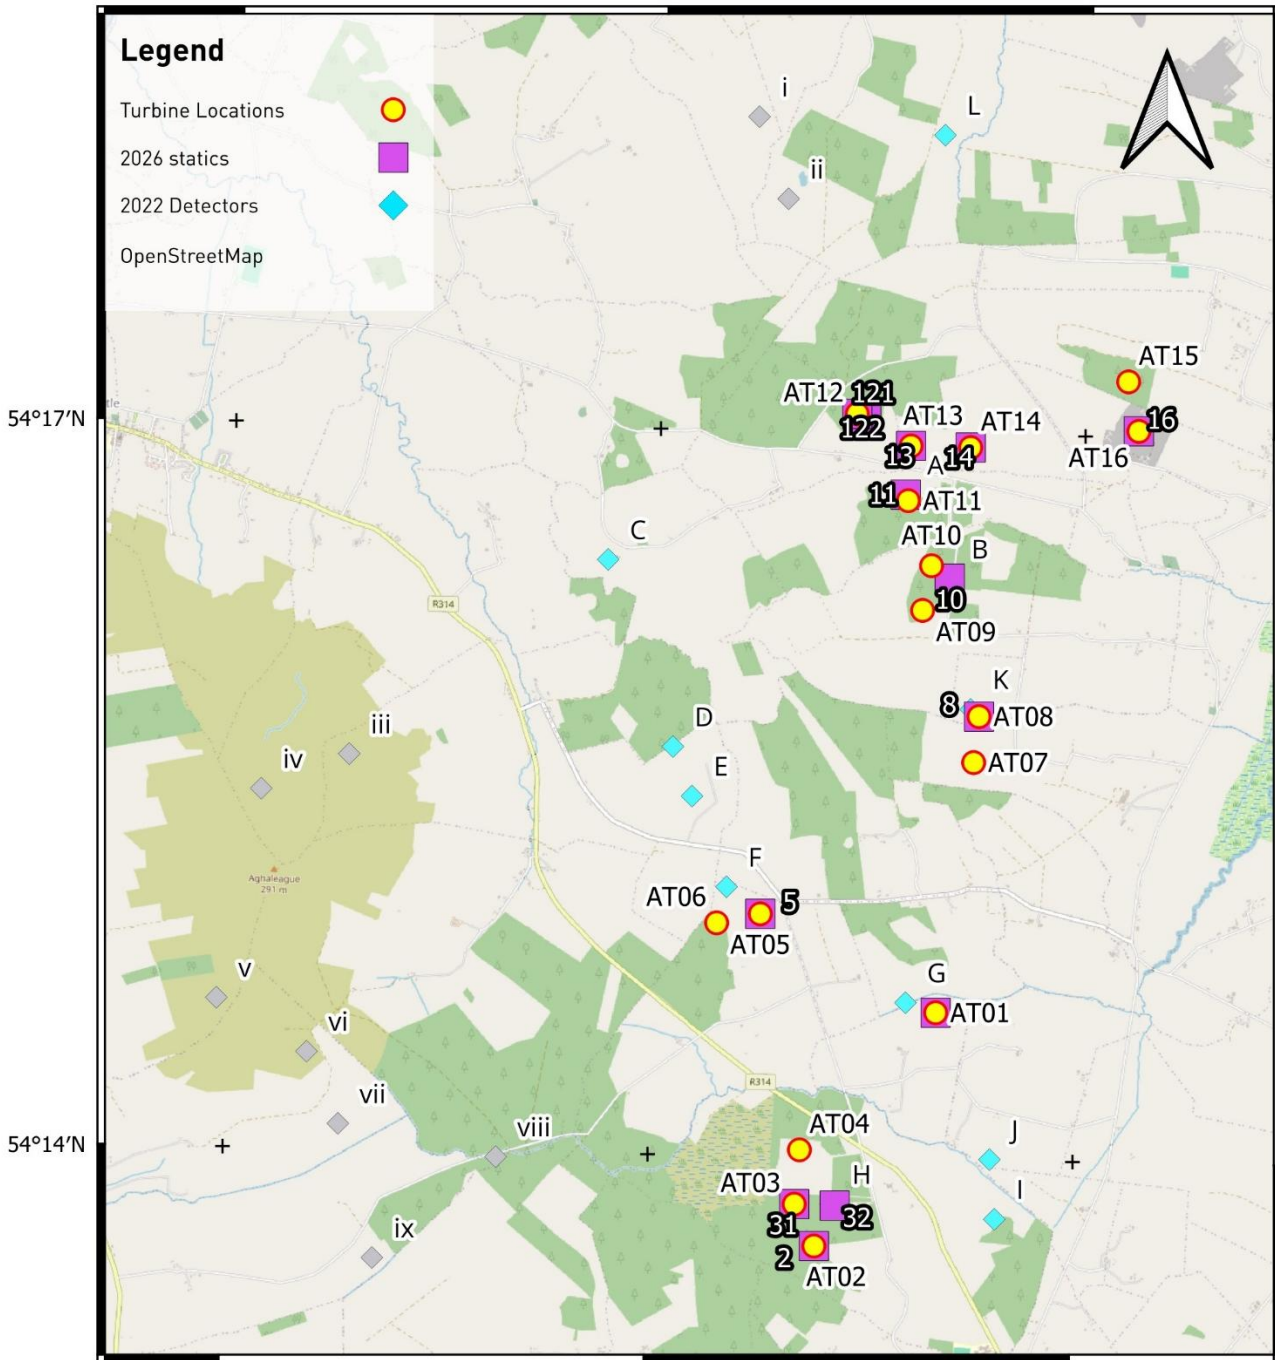 Legend
Turbine Locations
2026 statics
2022 Detectors
OpenStreetMap
i
L
ii
AT15
54°17′N
AT12
121
122
AT13
AT14
16
13
14
AT16
A
11
AT11
C
AT10
B
R314
10
AT09
K
8
AT08
D
iii
AT07
iv
E
Aghaleague
291 m
F
AT06
5
AT05
v
G
AT01
vi
R314
vii
viii
AT04
J
54°14′N
AT03
H
I
31
32
2
ix
AT02